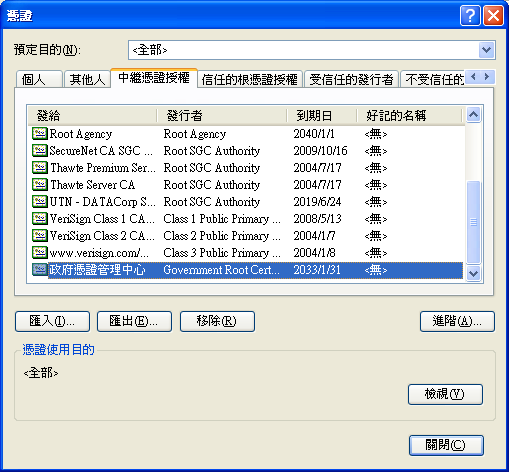 憑證
預定目的(N): <全部>
個人 其他人 中繼憑證授權 信任的根憑證授權 受信任的發行者 不受信任的
發給 發行者 到期日 好記的名稱
Root Agency Root Agency 2040/1/1 <無>
SecureNet CA SGC ... Root SGC Authority 2009/10/16 <無>
Thawte Premium Ser... Root SGC Authority 2004/7/17 <無>
Thawte Server CA Root SGC Authority 2004/7/17 <無>
UTN - DATACorp S... Root SGC Authority 2019/6/24 <無>
VeriSign Class 1 CA... Class 1 Public Primary ... 2008/5/13 <無>
VeriSign Class 2 CA... Class 2 Public Primary ... 2004/1/7 <無>
www.verisign.com/... Class 3 Public Primary ... 2004/1/8 <無>
政府憑證管理中心 Government Root Cert... 2033/1/31 <無>
匯入(I)... 匯出(E)... 移除(R) 進階(A)...
憑證使用目的
<全部>
檢視(V)
關閉(C)